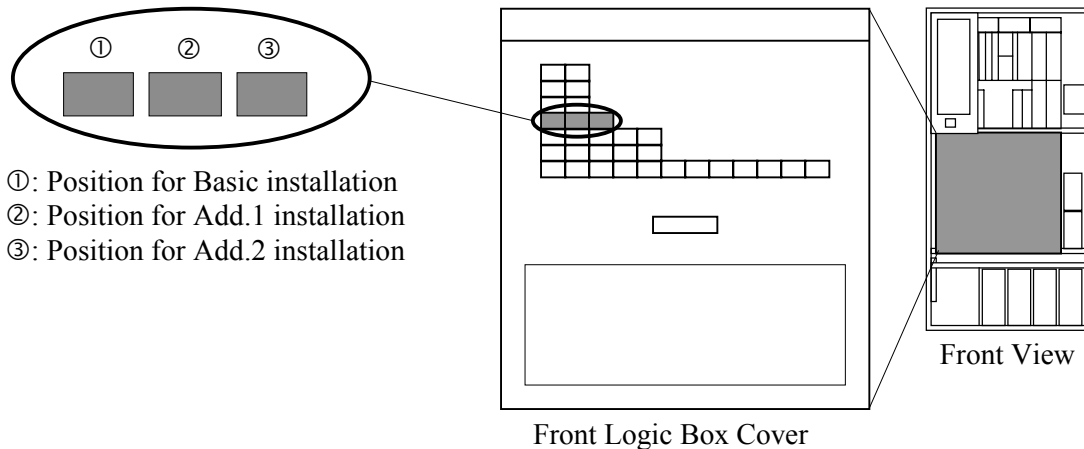 ① ② ③
①: Position for Basic installation
②: Position for Add.1 installation
③: Position for Add.2 installation
Front View
Front Logic Box Cover